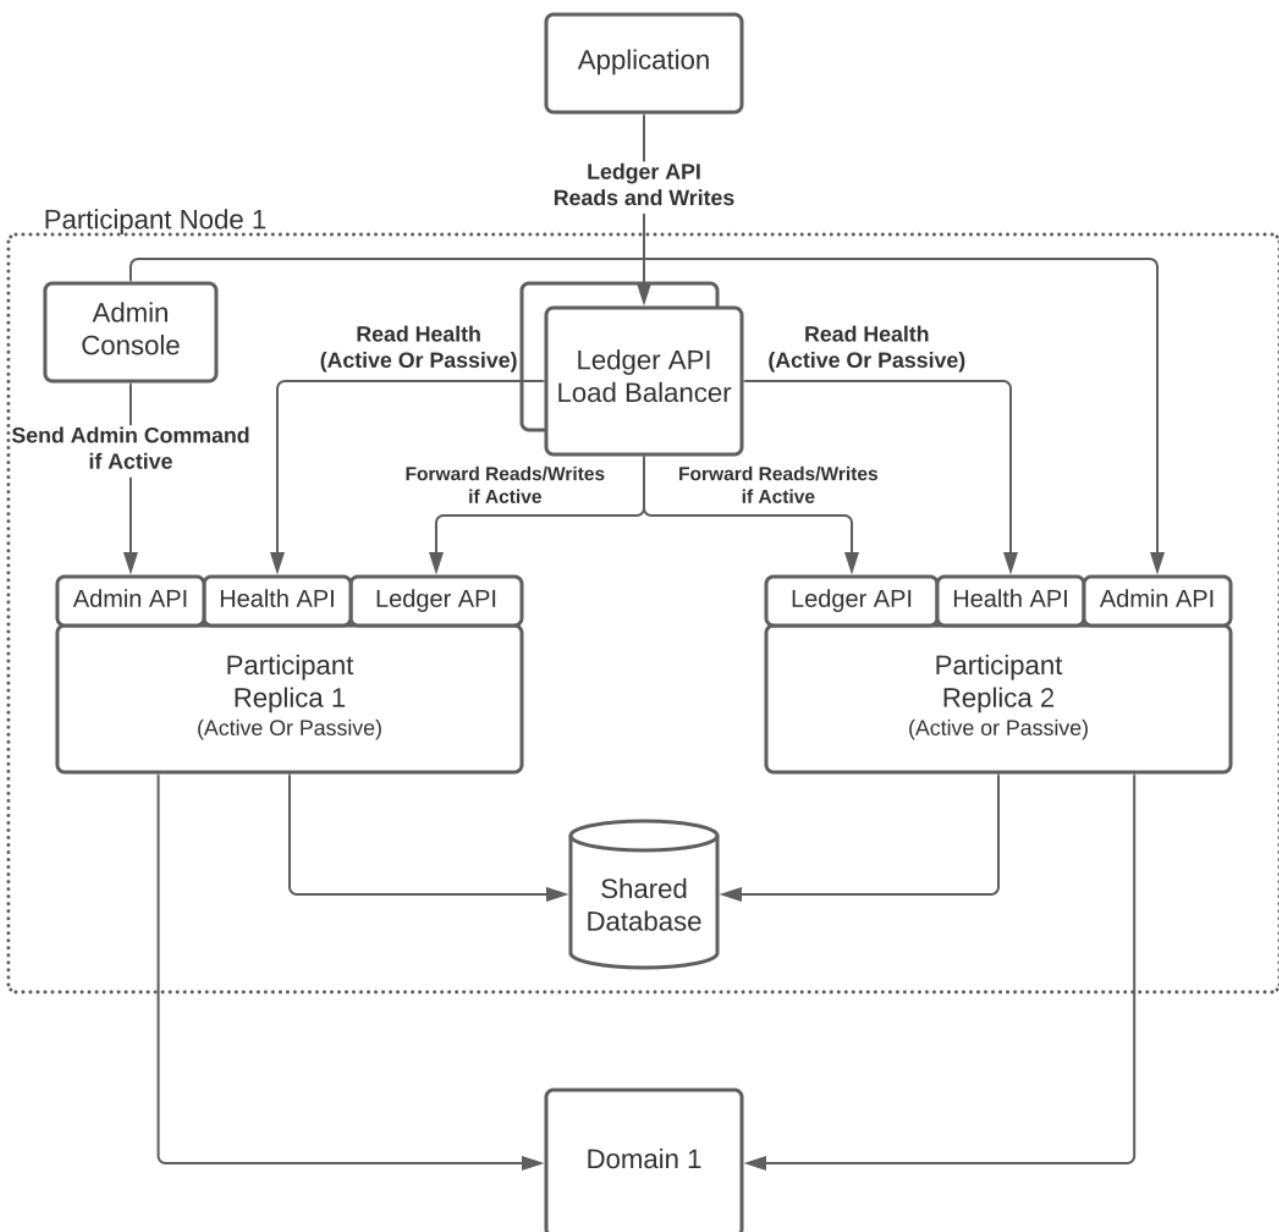 Application
Ledger API
Reads and Writes
Participant Node 1
Admin
Console
Read Health
(Active Or Passive)
Ledger API
Load Balancer
Read Health
(Active Or Passive)
Send Admin Command
if Active
Forward Reads/Writes
if Active
Forward Reads/Writes
if Active
Admin API
Health API
Ledger API
Ledger API
Health API
Admin API
Participant
Replica 1
(Active Or Passive)
Participant
Replica 2
(Active or Passive)
Shared
Database
Domain 1